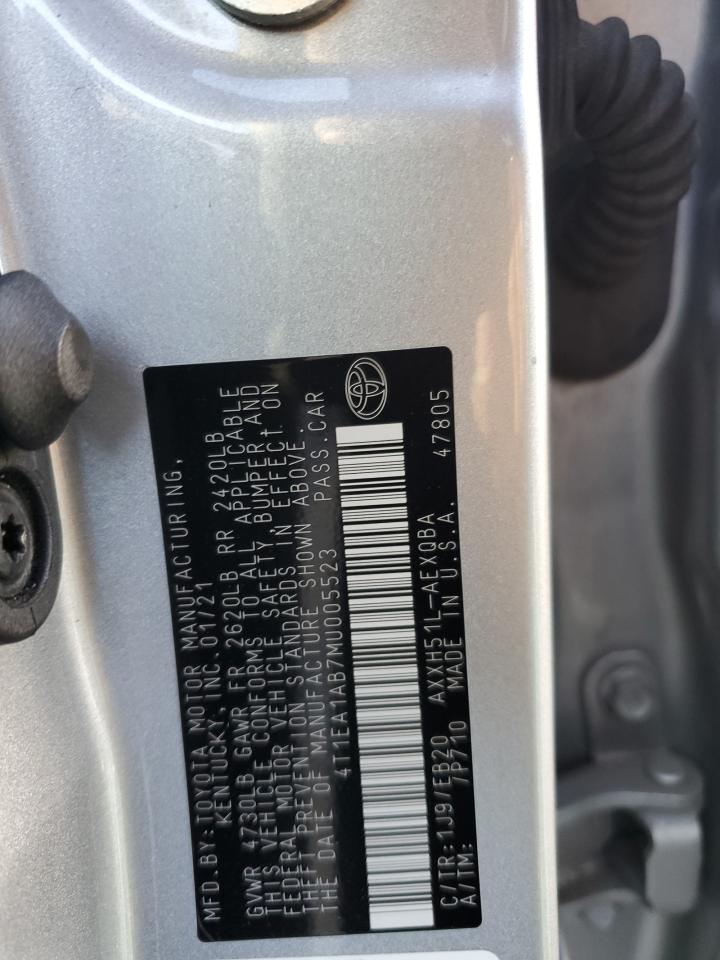 MFD.BY:TOYOTA MOTOR MANUFACTURING,
KENTUCKY, INC.01/21
GVWR 4730LB GAWR FR 2620LB RR 2420LB
THIS VEHICLE CONFORMS TO ALL APPLICABLE
FEDERAL MOTOR VEHICLE SAFETY, BUMPER AND
THEFT PREVENTION STANDARDS IN EFFECT ON
THE DATE OF MANUFACTURE SHOWN ABOVE.
4T1EA1AB7MU005523 PASS.CAR
C/TR:1J9/EB20 AXXH51L-AEXQBA
A/TM: /P710 MADE IN U.S.A. 47805